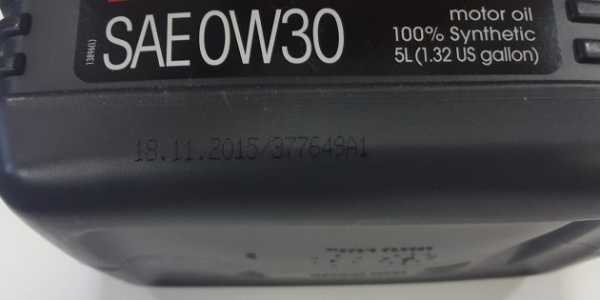 motor oil
SAE 0W30
100% Synthetic
5L (1.32 US gallon)
18.11.2015/377649A1